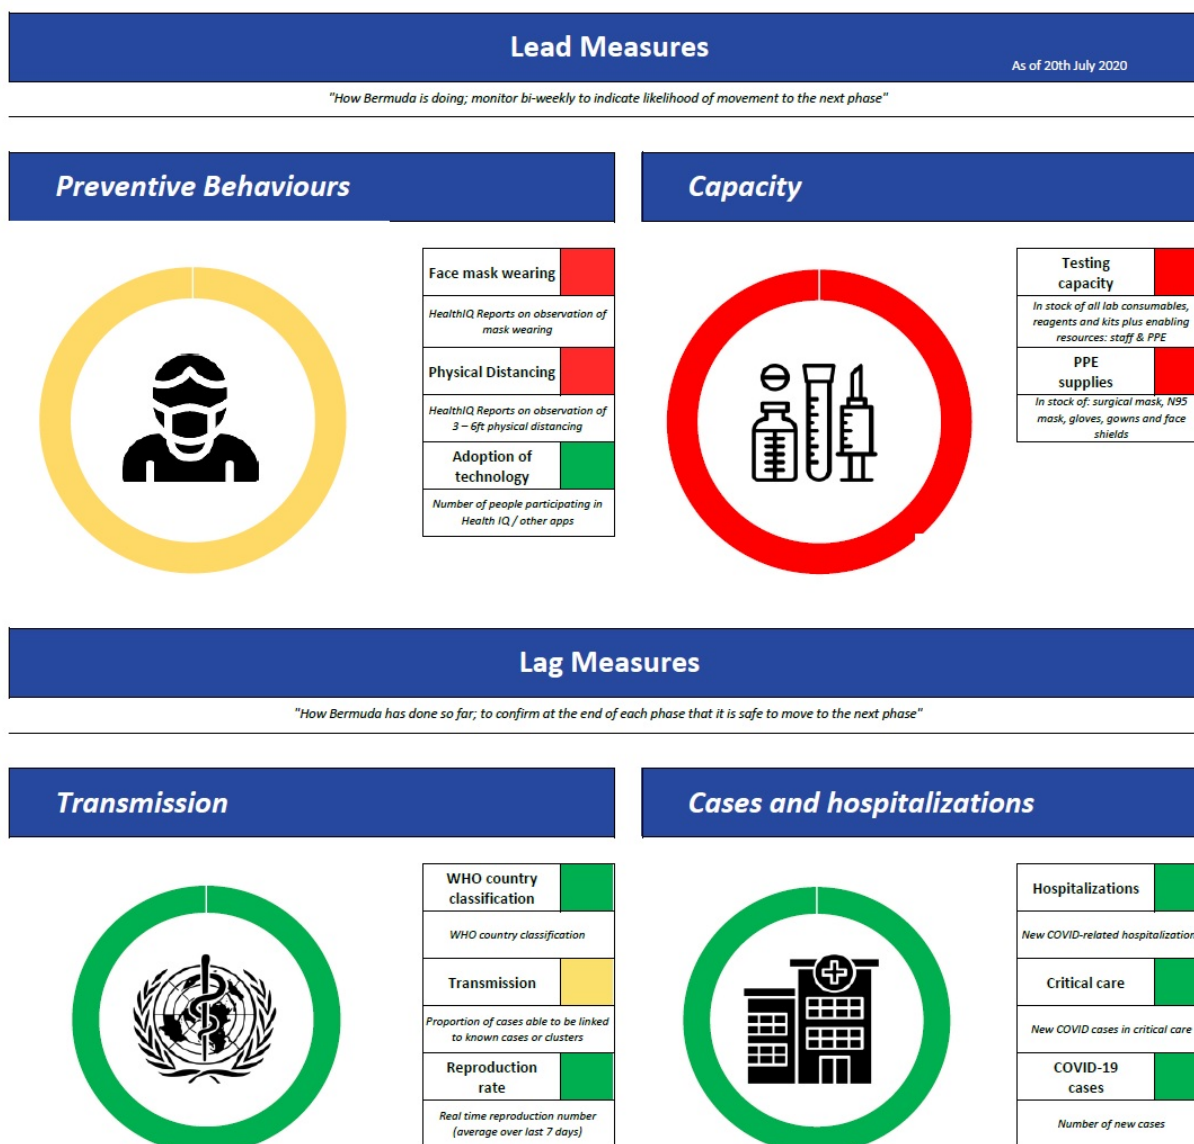 Lead Measures
As of 20th July 2020
"How Bermuda is doing; monitor bi-weekly to indicate likelihood of movement to the next phase"
Preventive Behaviours
Face mask wearing
HealthIQ Reports on observation of
mask wearing
Physical Distancing
HealthIQ Reports on observation of
3 – 6ft physical distancing
Adoption of
technology
Number of people participating in
Health IQ / other apps
Capacity
Testing
capacity
In stock of all lab consumables,
reagents and kits plus enabling
resources: staff & PPE
PPE
supplies
In stock of: surgical mask, N95
mask, gloves, gowns and face
shields
Lag Measures
"How Bermuda has done so far; to confirm at the end of each phase that it is safe to move to the next phase"
Transmission
WHO country
classification
WHO country classification
Transmission
Proportion of cases able to be linked
to known cases or clusters
Reproduction
rate
Real time reproduction number
(average over last 7 days)
Cases and hospitalizations
Hospitalizations
New COVID-related hospitalization
Critical care
New COVID cases in critical care
COVID-19
cases
Number of new cases